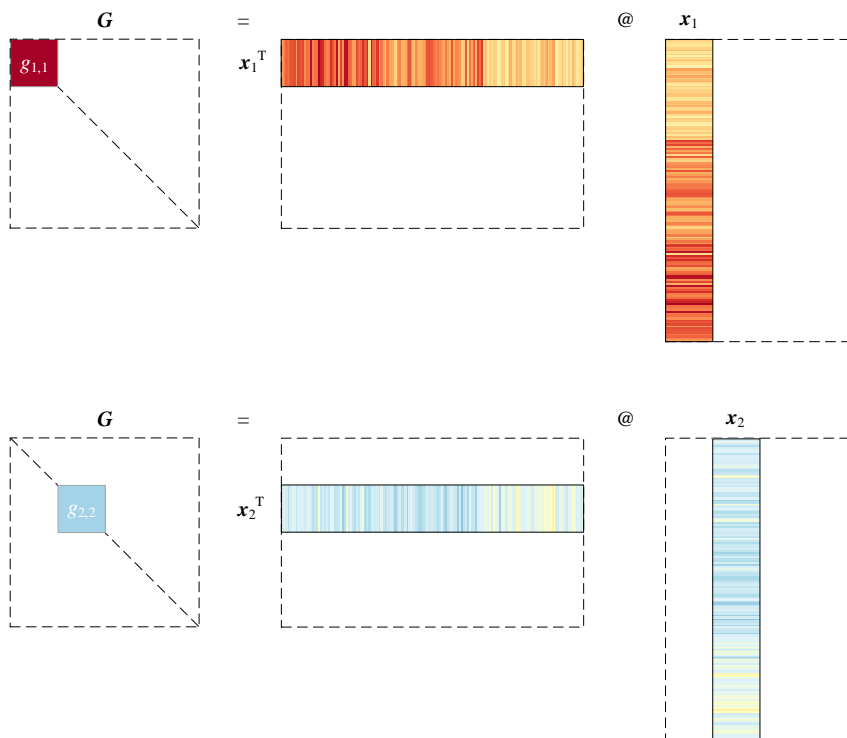 G = @ x₁
g₁,₁ x₁ᵀ
G = @ x₂
g₂,₂ x₂ᵀ